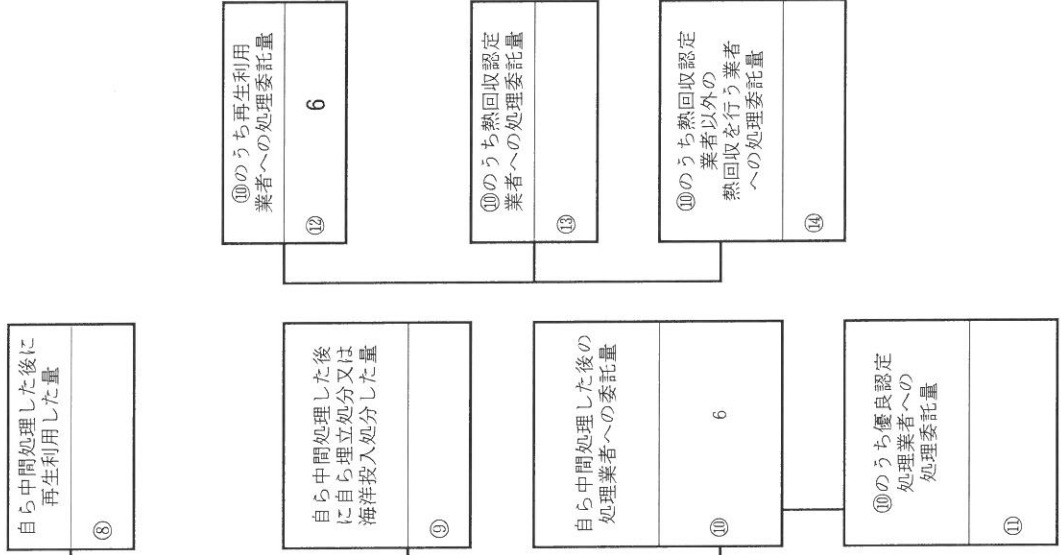 自ら中間処理した後に
再生利用した量
⑧
自ら中間処理した後
に自ら埋立処分又は
海洋投入処分した量
⑨
自ら中間処理した後の
処理業者への委託量
⑩
6
⑩のうち優良認定
処理業者への
処理委託量
⑪
⑩のうち再生利用
業者への処理委託量
⑫
6
⑩のうち熱回収認定
業者への処理委託量
⑬
⑩のうち熱回収認定
業者以外の
熱回収を行う業者
への処理委託量
⑭